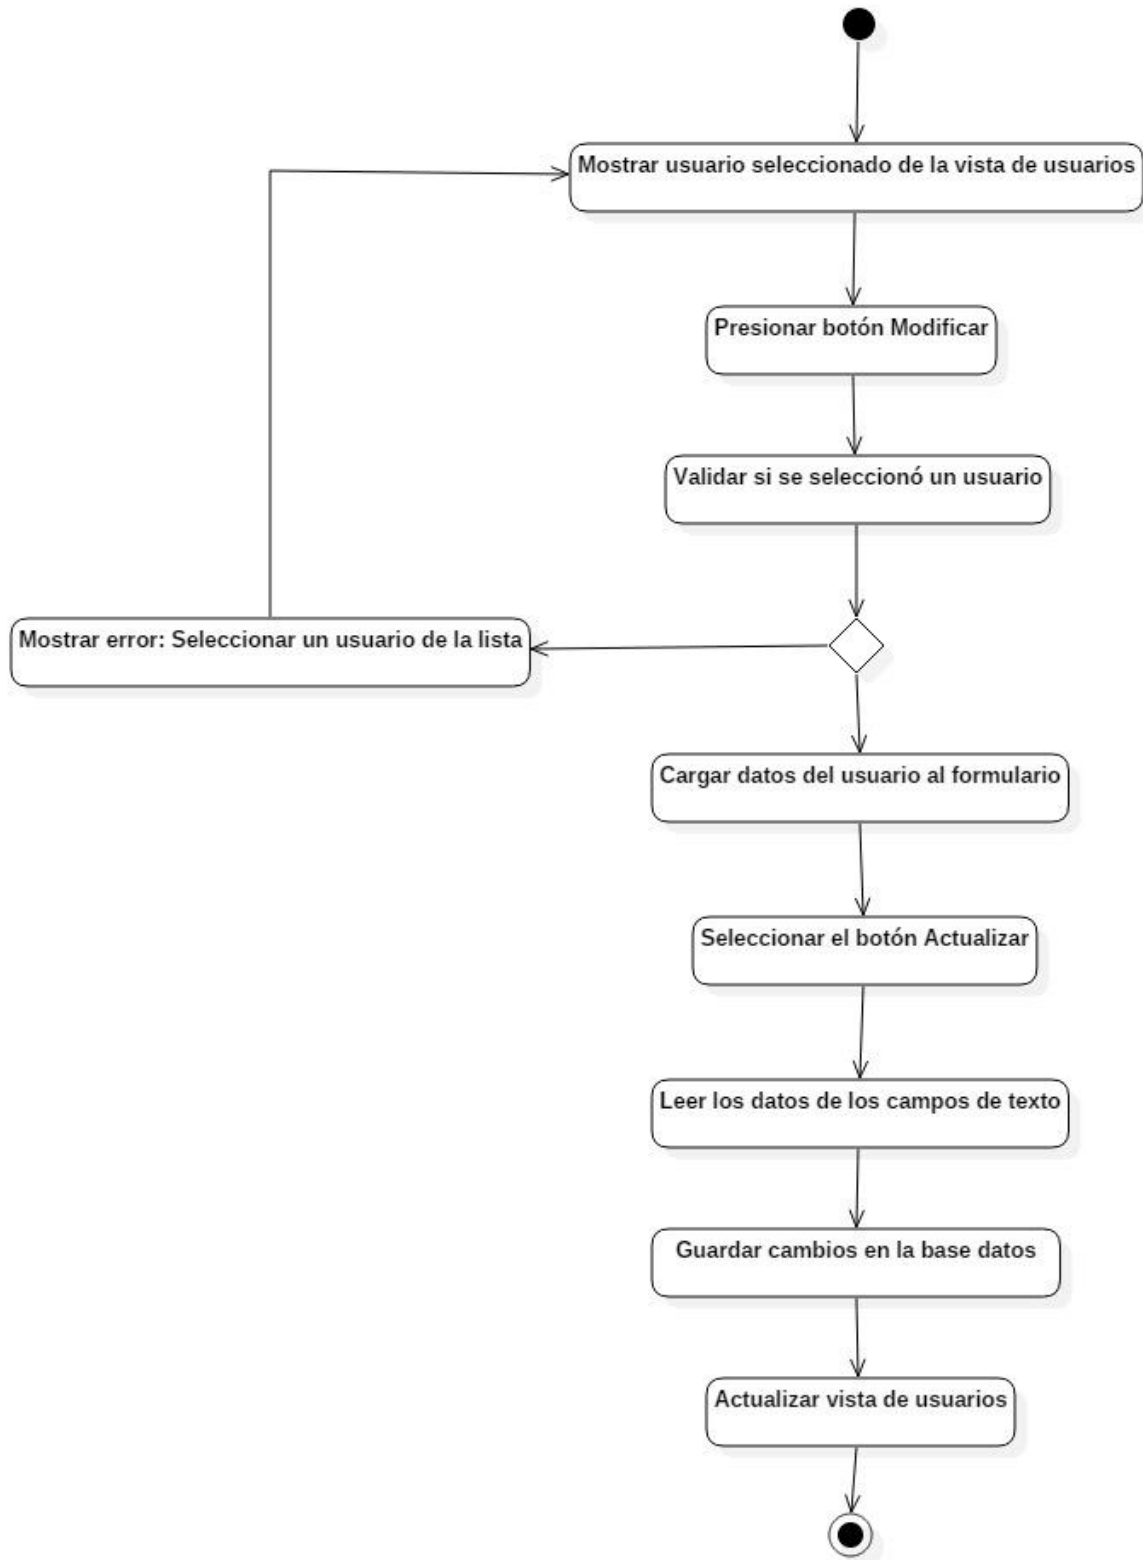 Mostrar usuario seleccionado de la vista de usuarios
Presionar botón Modificar
Validar si se seleccionó un usuario
Mostrar error: Seleccionar un usuario de la lista
Cargar datos del usuario al formulario
Seleccionar el botón Actualizar
Leer los datos de los campos de texto
Guardar cambios en la base datos
Actualizar vista de usuarios